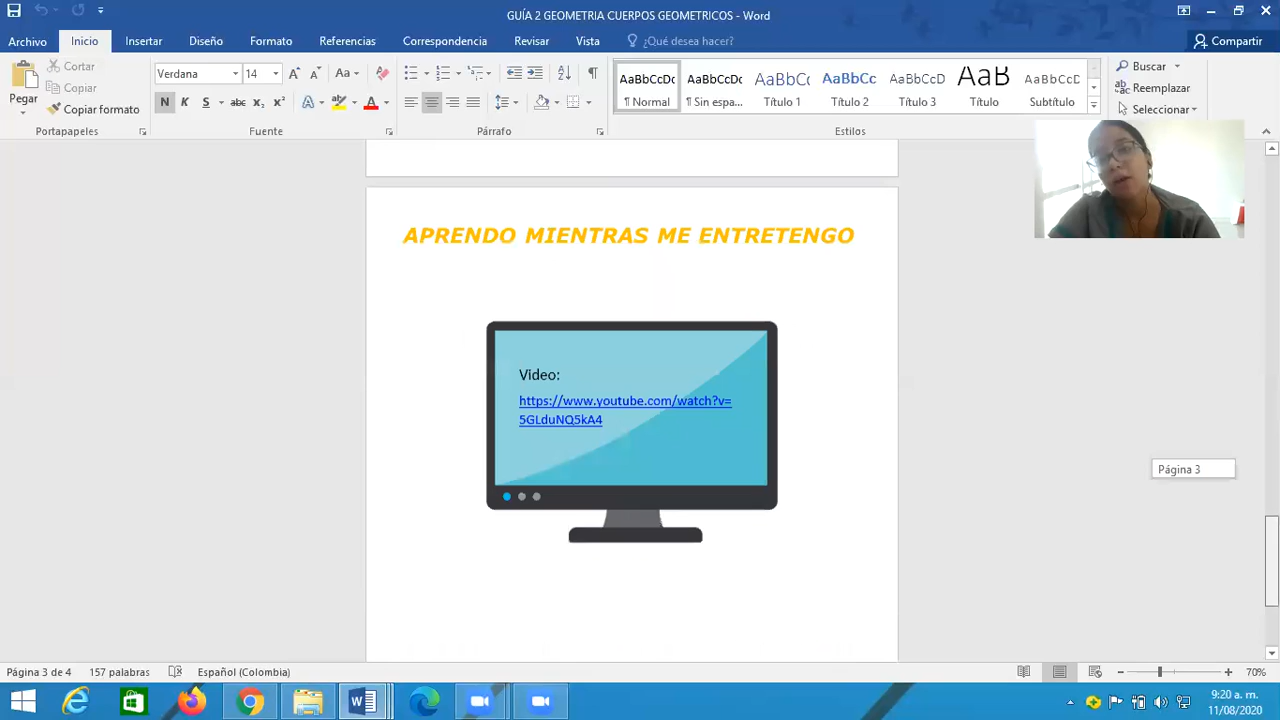 GUÍA 2 GEOMETRIA CUERPOS GEOMETRICOS - Word
Archivo Inicio Insertar Diseño Formato Referencias Correspondencia Revisar Vista ¿Qué desea hacer? Compartir
Pegar
Cortar
Copiar
Copiar formato
Portapapeles
Verdana 14
N K S abc x₂ x²
Fuente
Párrafo
AaBbCcDc AaBbCcDc AaBbCc AaBbCc AaBbCcD AaB AaBbCcD
¶ Normal ¶ Sin espa... Título 1 Título 2 Título 3 Título Subtítulo
Estilos
Buscar
Reemplazar
Seleccionar
APRENDO MIENTRAS ME ENTRETENGO
Video:
https://www.youtube.com/watch?v=
5GLduNQ5kA4
Página 3
Página 3 de 4 157 palabras Español (Colombia) 70%
9:20 a. m.
11/08/2020